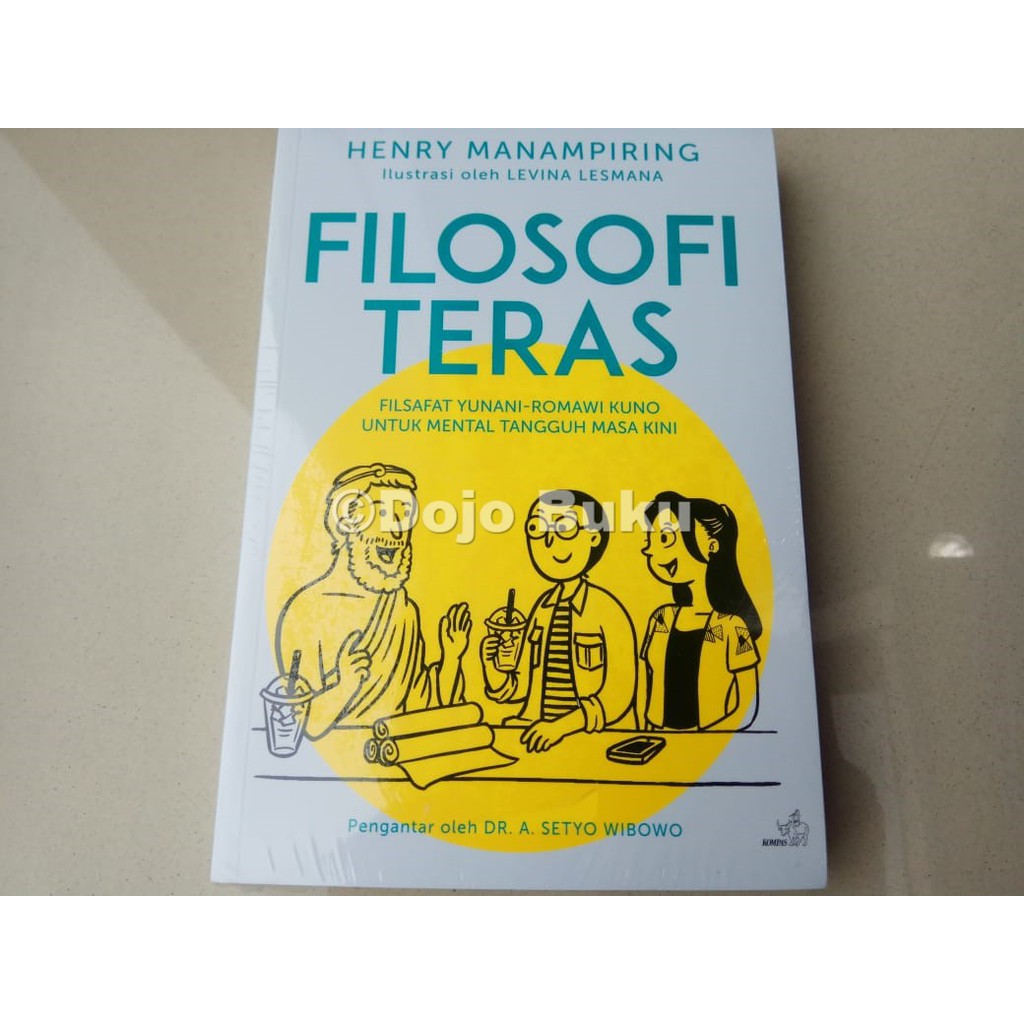 HENRY MANAMPIRING
Ilustrasi oleh LEVINA LESMANA
FILOSOFI
TERAS
FILSAFAT YUNANI-ROMAWI KUNO
UNTUK MENTAL TANGGUH MASA KINI
©Dojo Buku
Pengantar oleh DR. A. SETYO WIBOWO
KOMPAS